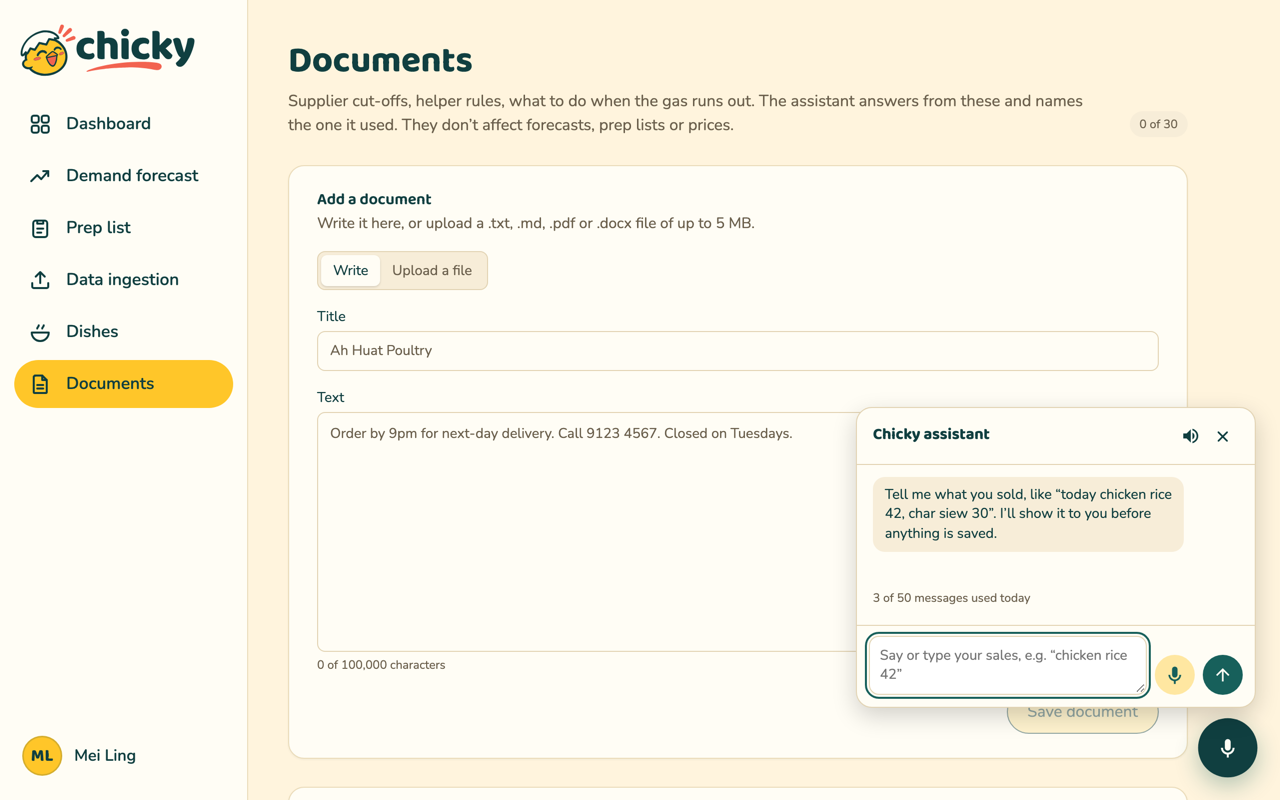 chicky
Dashboard
Demand forecast
Prep list
Data ingestion
Dishes
Documents
ML
Mei Ling
Documents
Supplier cut-offs, helper rules, what to do when the gas runs out. The assistant answers from these and names
the one it used. They don’t affect forecasts, prep lists or prices.
0 of 30
Add a document
Write it here, or upload a .txt, .md, .pdf or .docx file of up to 5 MB.
Write
Upload a file
Title
Ah Huat Poultry
Text
Order by 9pm for next-day delivery. Call 9123 4567. Closed on Tuesdays.
0 of 100,000 characters
Save document
Chicky assistant
Tell me what you sold, like “today chicken rice
42, char siew 30”. I’ll show it to you before
anything is saved.
3 of 50 messages used today
Say or type your sales, e.g. “chicken rice
42”